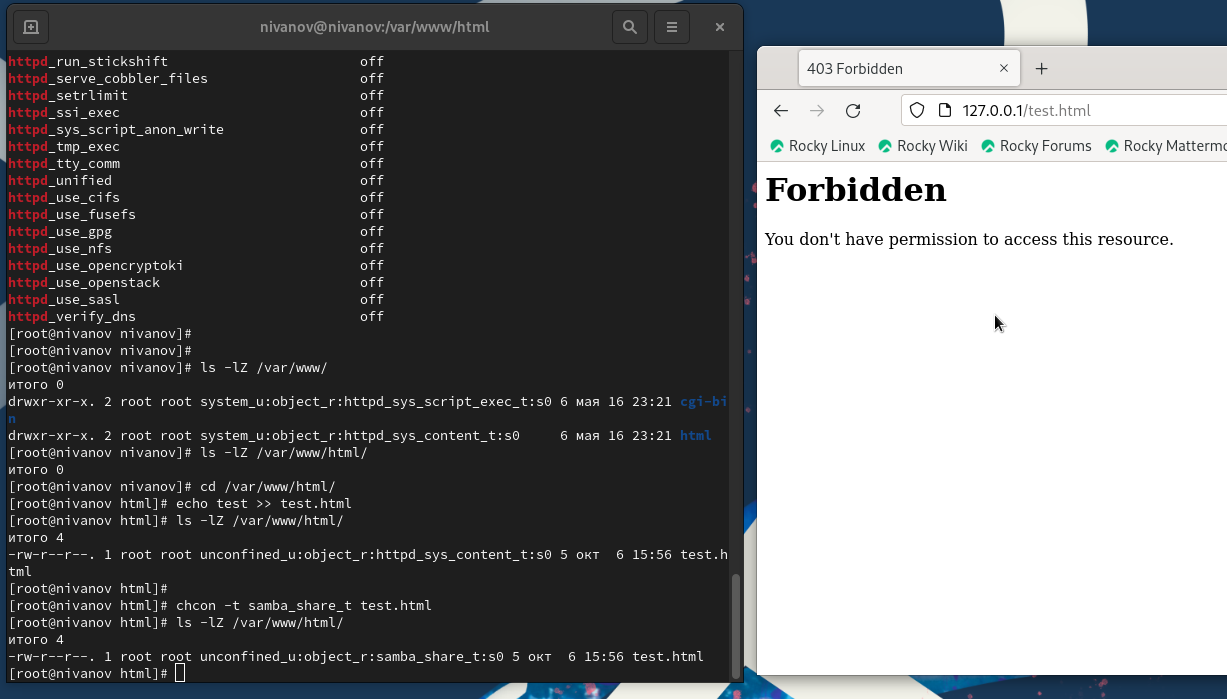 nivanov@nivanov:/var/www/html
httpd_run_stickshift off
httpd_serve_cobbler_files off
httpd_setrlimit off
httpd_ssi_exec off
httpd_sys_script_anon_write off
httpd_tmp_exec off
httpd_tty_comm off
httpd_unified off
httpd_use_cifs off
httpd_use_fusefs off
httpd_use_gpg off
httpd_use_nfs off
httpd_use_opencryptoki off
httpd_use_openstack off
httpd_use_sasl off
httpd_verify_dns off
[root@nivanov nivanov]#
[root@nivanov nivanov]#
[root@nivanov nivanov]# ls -lZ /var/www/
итого 0
drwxr-xr-x. 2 root root system_u:object_r:httpd_sys_script_exec_t:s0 6 мая 16 23:21 cgi-bi
n
drwxr-xr-x. 2 root root system_u:object_r:httpd_sys_content_t:s0     6 мая 16 23:21 html
[root@nivanov nivanov]# ls -lZ /var/www/html/
итого 0
[root@nivanov nivanov]# cd /var/www/html/
[root@nivanov html]# echo test >> test.html
[root@nivanov html]# ls -lZ /var/www/html/
итого 4
-rw-r--r--. 1 root root unconfined_u:object_r:httpd_sys_content_t:s0 5 окт  6 15:56 test.h
tml
[root@nivanov html]#
[root@nivanov html]# chcon -t samba_share_t test.html
[root@nivanov html]# ls -lZ /var/www/html/
итого 4
-rw-r--r--. 1 root root unconfined_u:object_r:samba_share_t:s0 5 окт  6 15:56 test.html
[root@nivanov html]#
403 Forbidden
127.0.0.1/test.html
Rocky Linux Rocky Wiki Rocky Forums Rocky Mattermo
Forbidden
You don't have permission to access this resource.